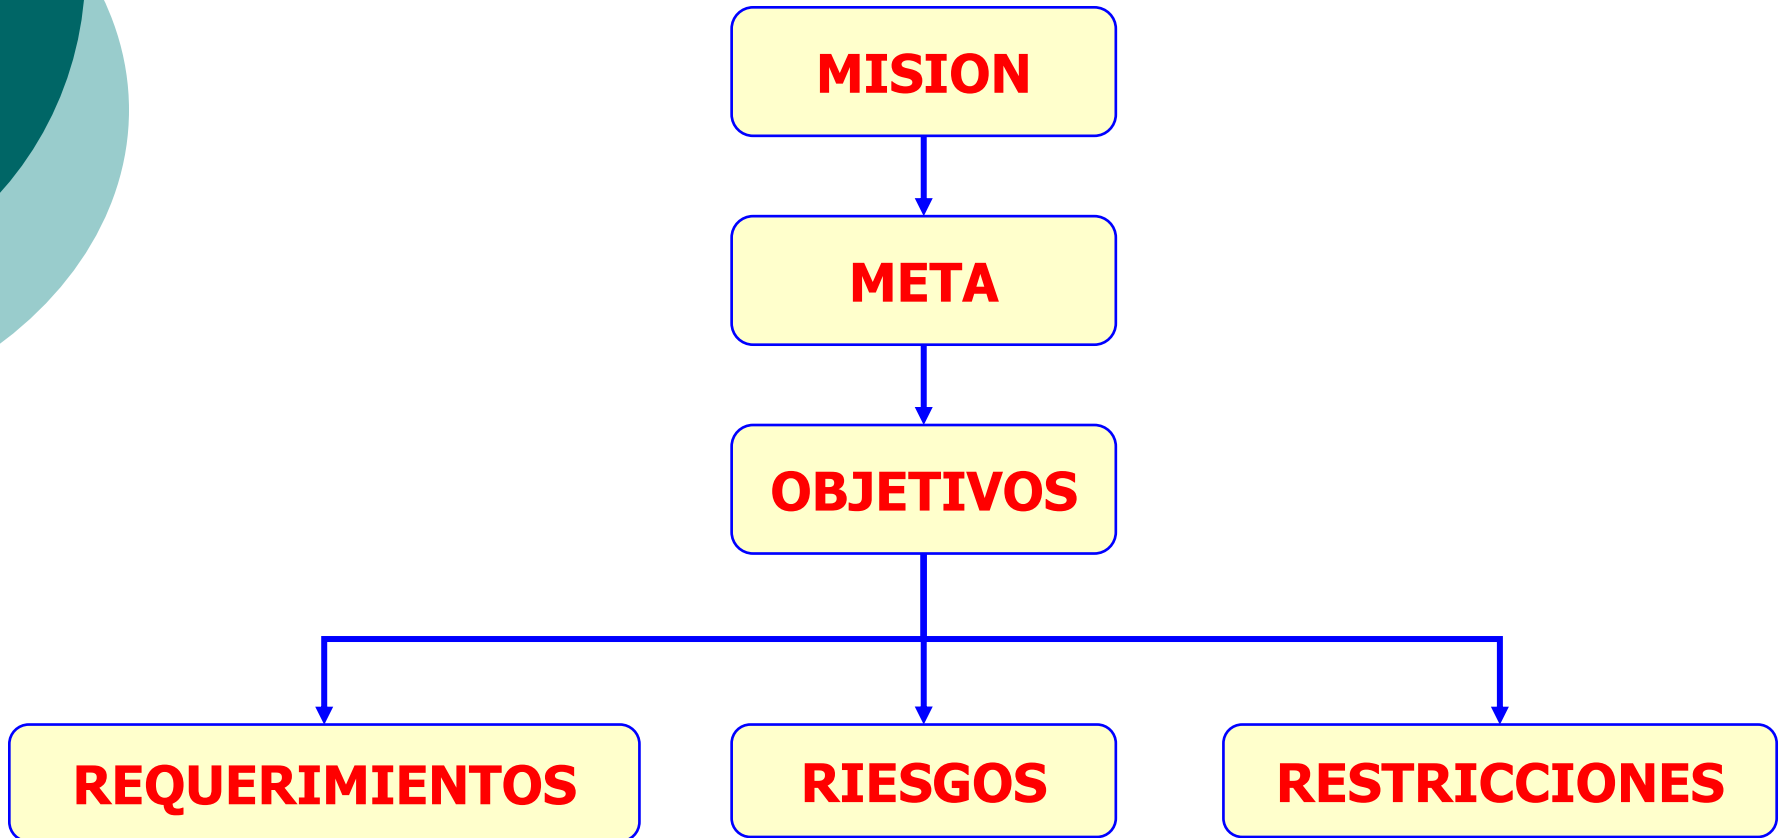 MISION
META
OBJETIVOS
REQUERIMIENTOS
RIESGOS
RESTRICCIONES